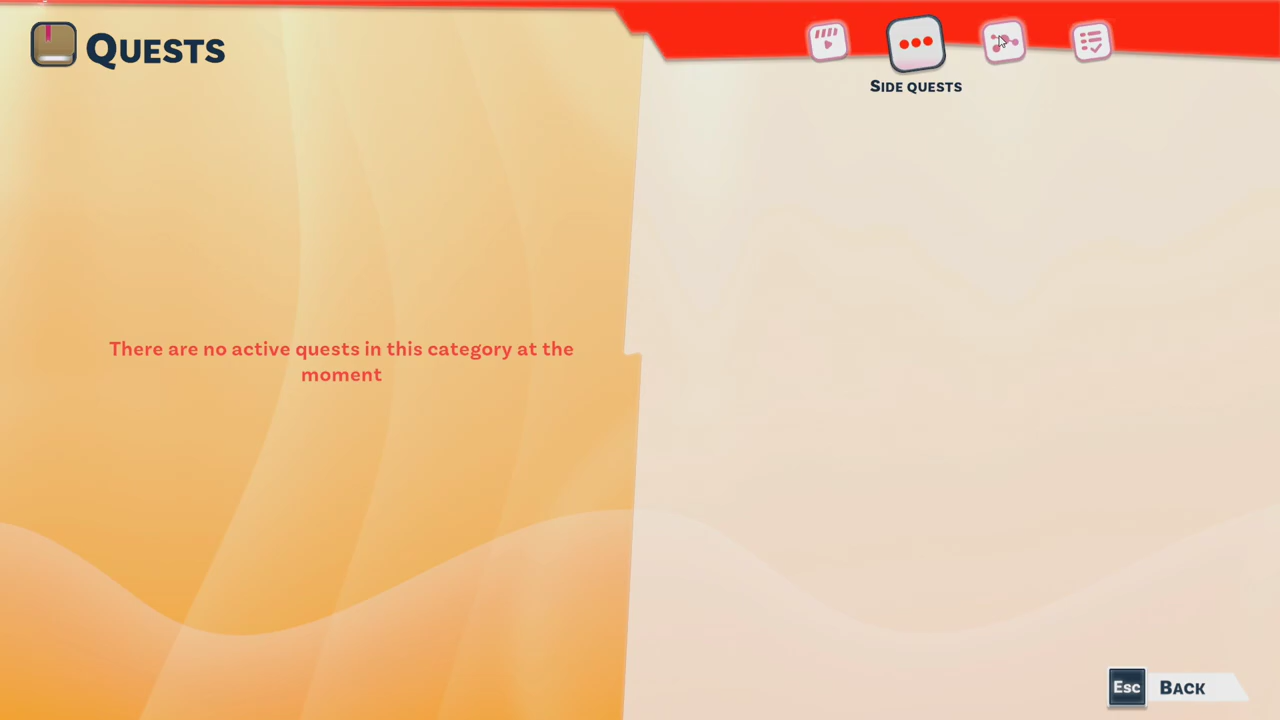 QUESTS
SIDE QUESTS
There are no active quests in this category at the
moment
Esc BACK